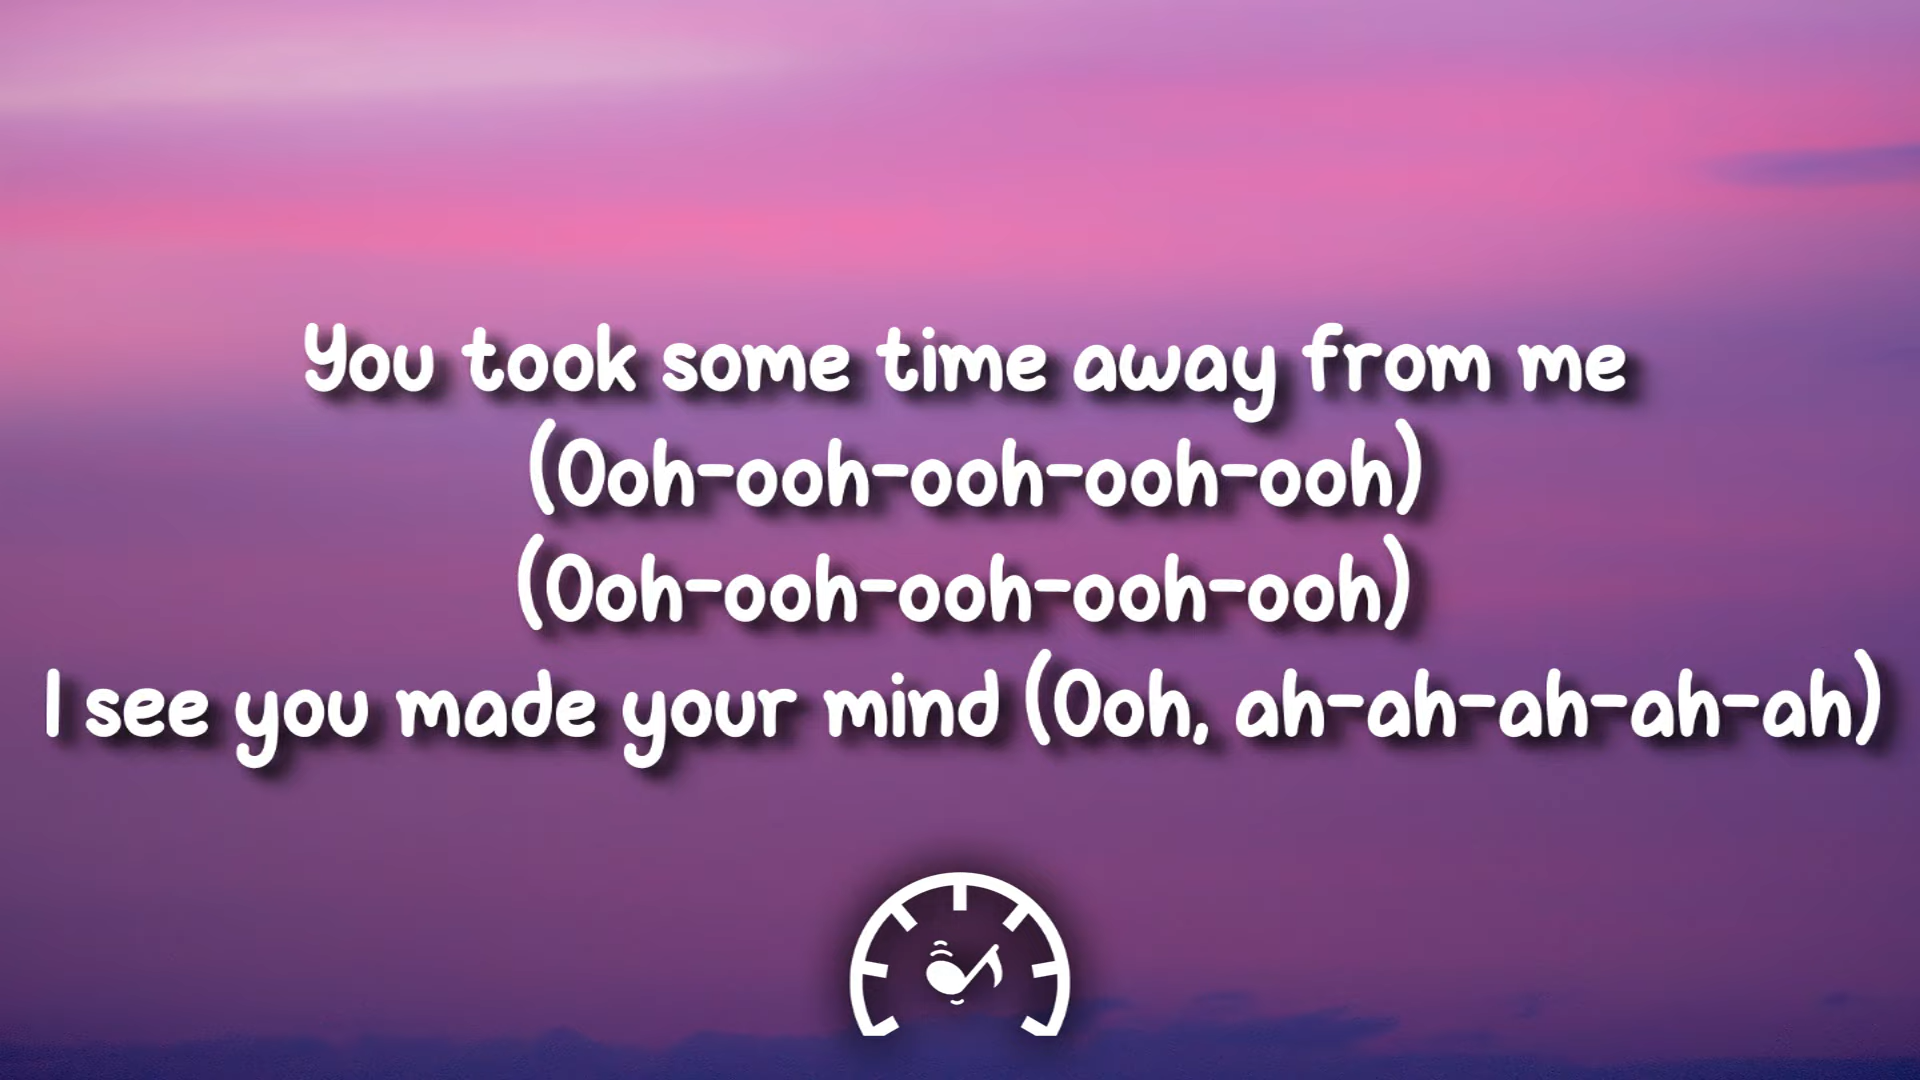 You took some time away from me
(Ooh-ooh-ooh-ooh-ooh)
(Ooh-ooh-ooh-ooh-ooh)
I see you made your mind (Ooh, ah-ah-ah-ah-ah)